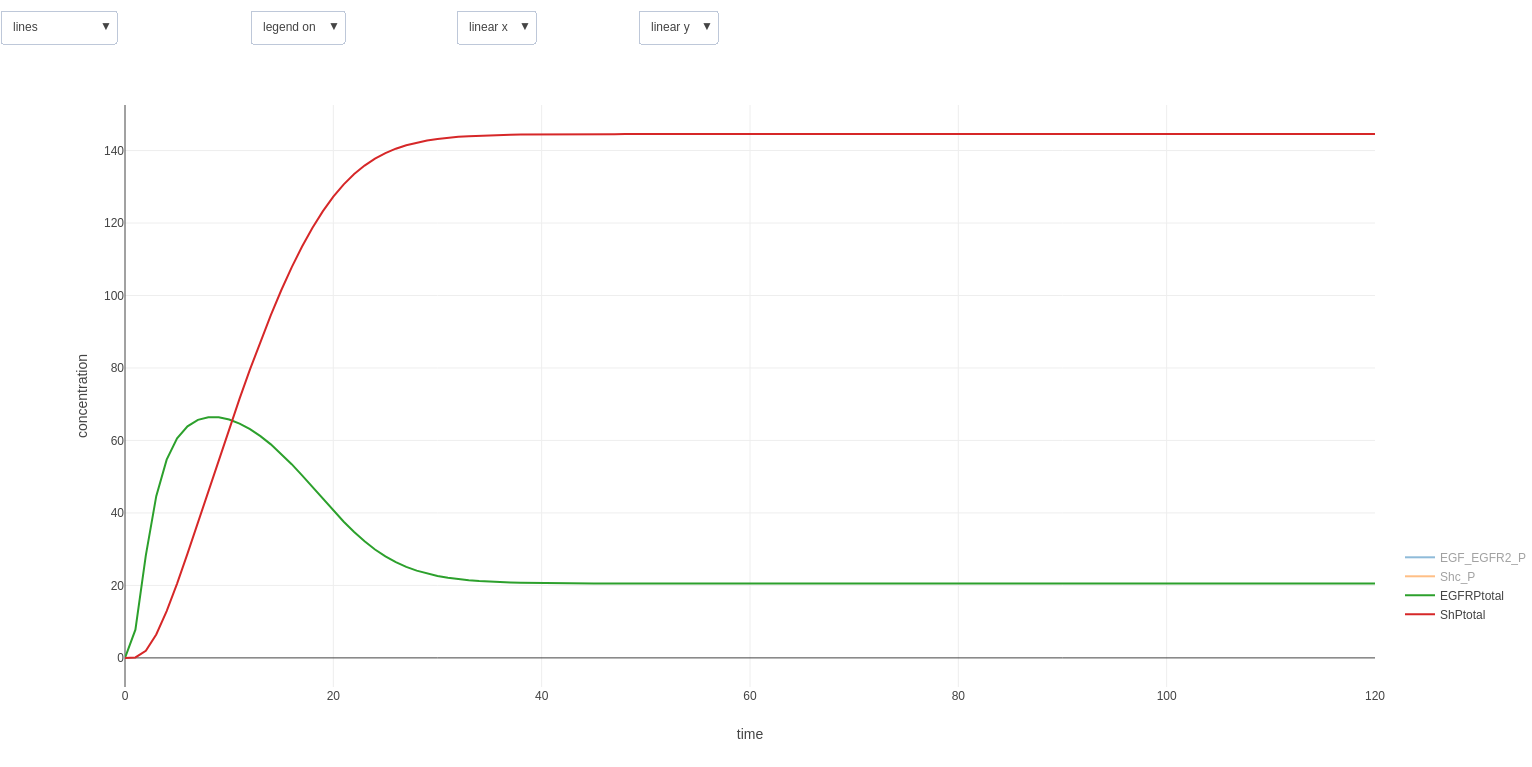 lines ▼ legend on ▼ linear x ▼ linear y ▼
140
120
100
80
60
40
20
0
concentration
0 20 40 60 80 100 120
time
EGF_EGFR2_P
Shc_P
EGFRPtotal
ShPtotal